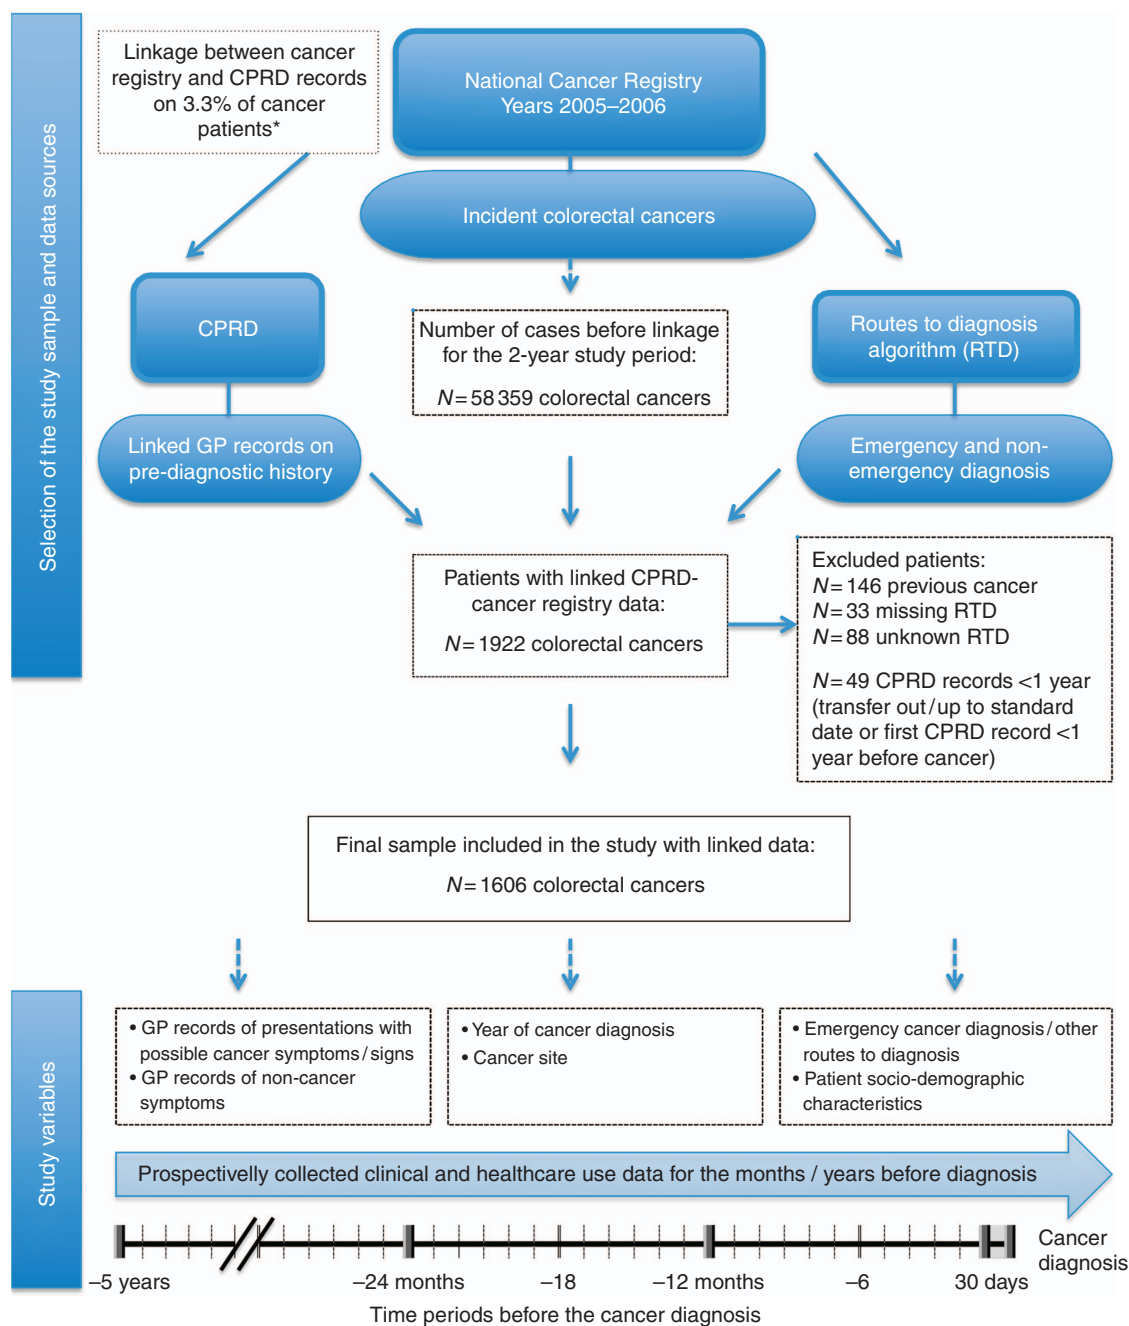 Selection of the study sample and data sources
Linkage between cancer
registry and CPRD records
on 3.3% of cancer
patients*
National Cancer Registry
Years 2005–2006
Incident colorectal cancers
CPRD
Number of cases before linkage
for the 2-year study period:
N = 58 359 colorectal cancers
Routes to diagnosis
algorithm (RTD)
Linked GP records on
pre-diagnostic history
Emergency and non-
emergency diagnosis
Patients with linked CPRD-
cancer registry data:
N = 1922 colorectal cancers
Excluded patients:
N = 146 previous cancer
N = 33 missing RTD
N = 88 unknown RTD
N = 49 CPRD records <1 year
(transfer out / up to standard
date or first CPRD record <1
year before cancer)
Final sample included in the study with linked data:
N = 1606 colorectal cancers
Study variables
• GP records of presentations with
possible cancer symptoms / signs
• GP records of non-cancer
symptoms
• Year of cancer diagnosis
• Cancer site
• Emergency cancer diagnosis / other
routes to diagnosis
• Patient socio-demographic
characteristics
Prospectivelly collected clinical and healthcare use data for the months / years before diagnosis
Cancer
diagnosis
–5 years
–24 months
–18
–12 months
–6
30 days
Time periods before the cancer diagnosis